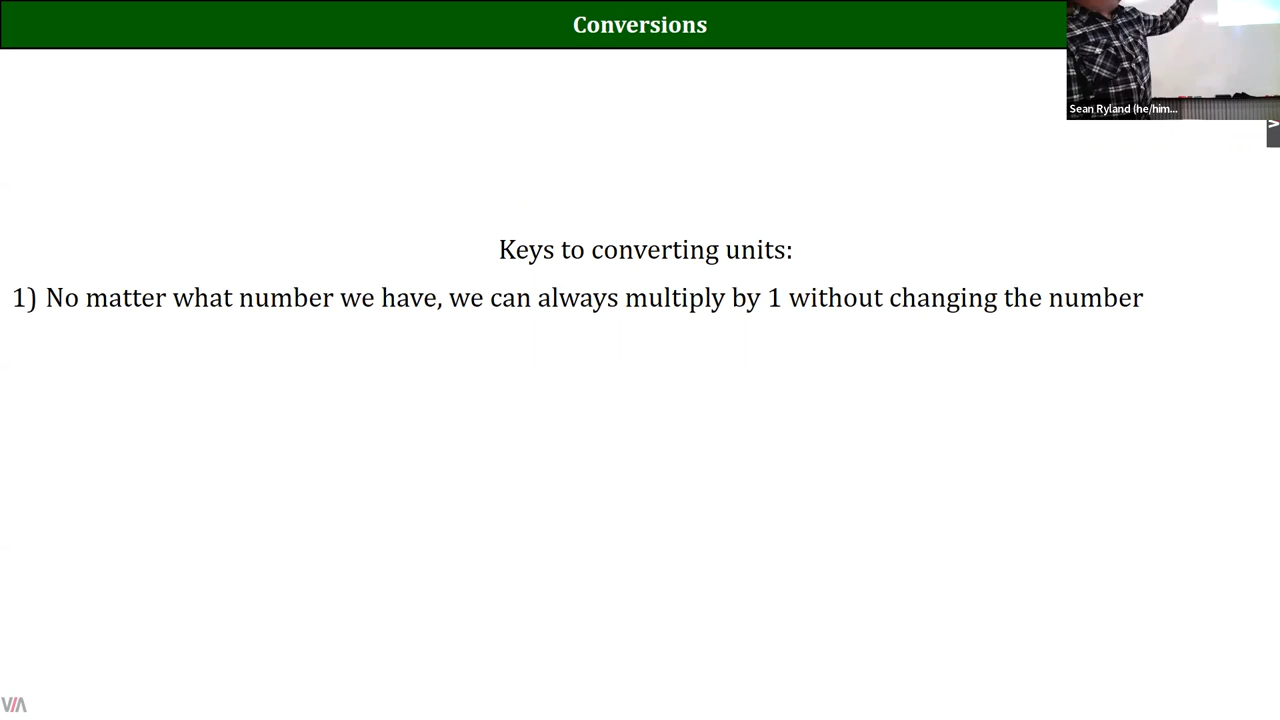 Conversions
Sean Ryland (he/him...
>
Keys to converting units:
1) No matter what number we have, we can always multiply by 1 without changing the number
VIA